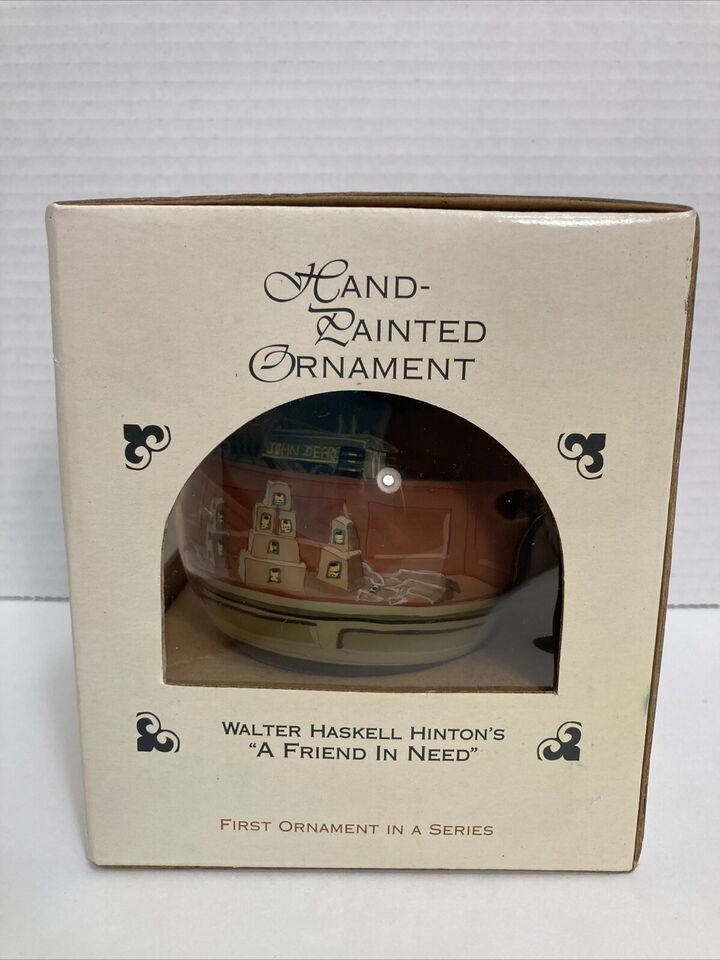 HAND-
PAINTED
ORNAMENT
JOHN DEERE
WALTER HASKELL HINTON'S
"A FRIEND IN NEED"
FIRST ORNAMENT IN A SERIES